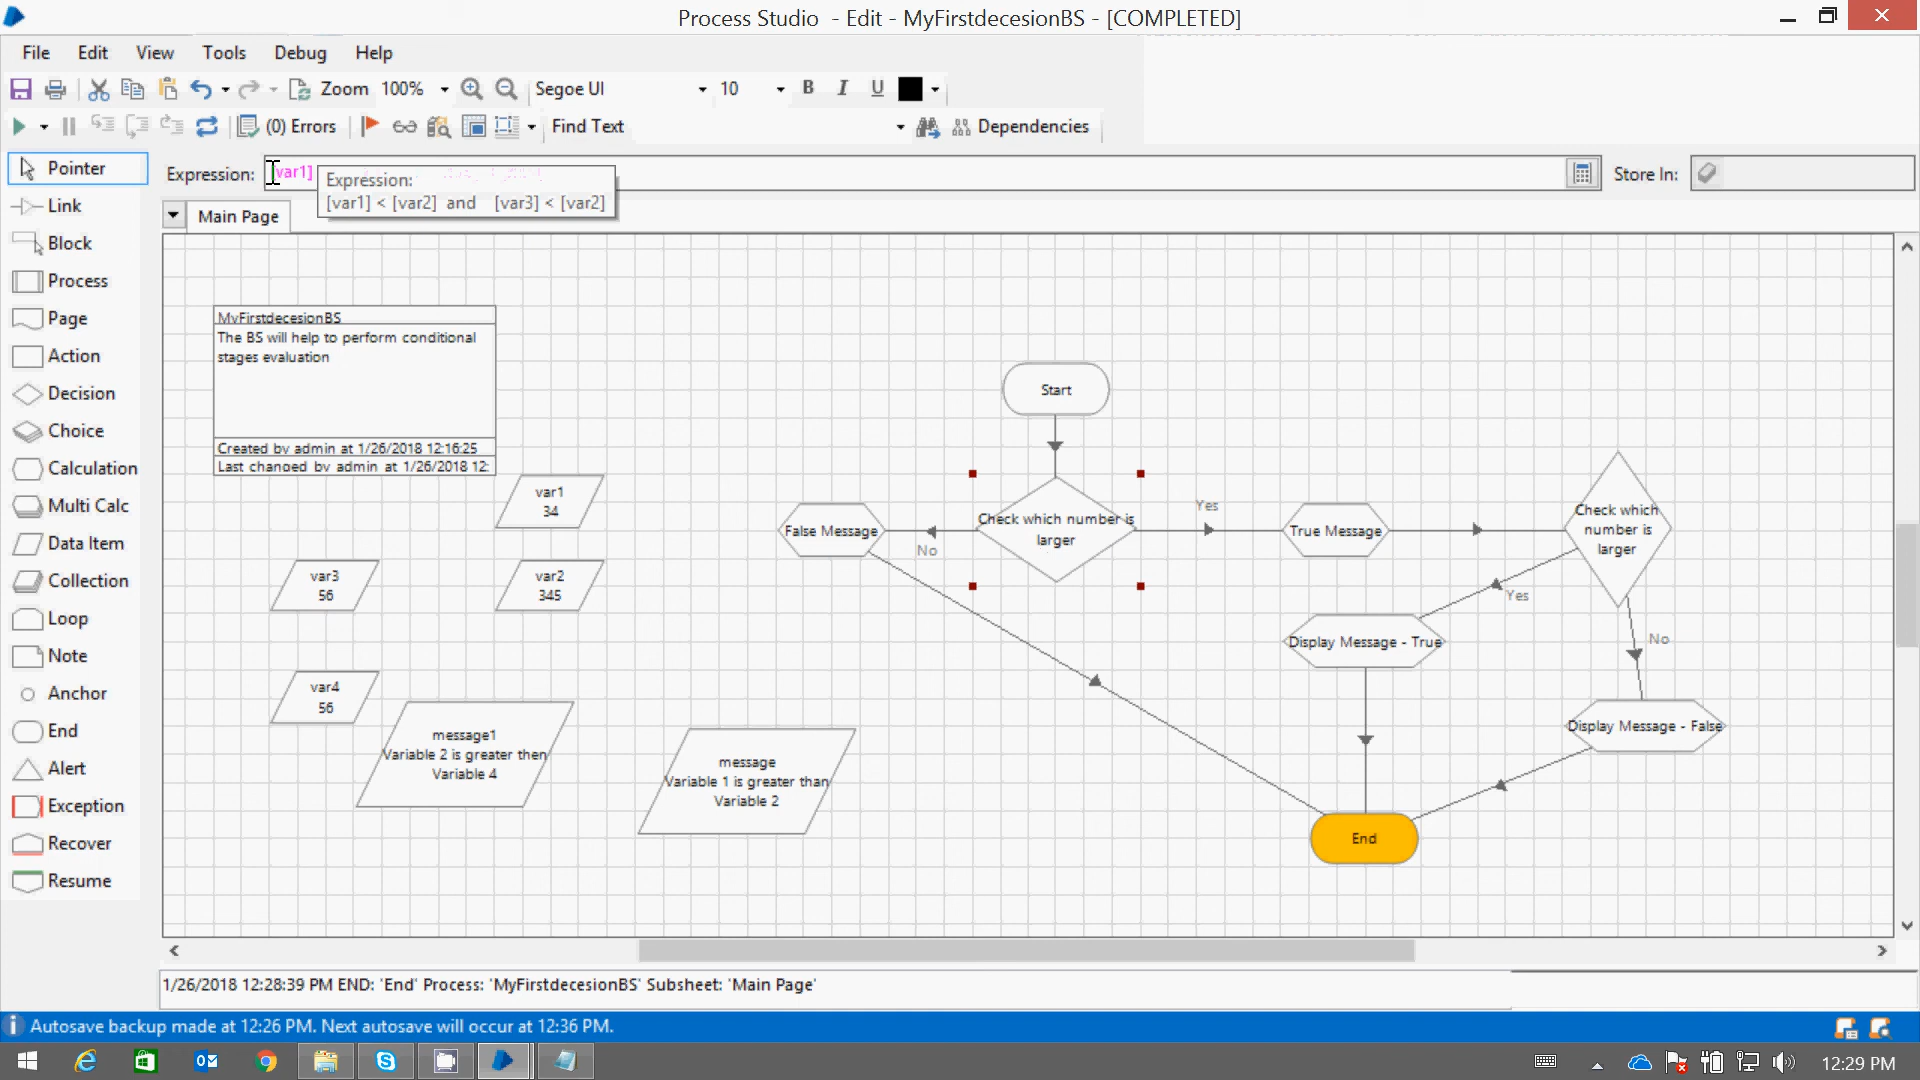 Process Studio  - Edit - MyFirstdecesionBS - [COMPLETED]
File Edit View Tools Debug Help
Zoom 100% Segoe UI 10 B I U
(0) Errors Find Text Dependencies
Expression: [var1] Store In:
Expression:
[var1] < [var2]  and    [var3] < [var2]
Main Page
Pointer
Link
Block
Process
Page
Action
Decision
Choice
Calculation
Multi Calc
Data Item
Collection
Loop
Note
Anchor
End
Alert
Exception
Recover
Resume
MyFirstdecesionBS
The BS will help to perform conditional
stages evaluation
Created by admin at 1/26/2018 12:16:25
Last changed by admin at 1/26/2018 12:
var1
34
var3
56
var2
345
var4
56
message1
Variable 2 is greater then
Variable 4
message
Variable 1 is greater than
Variable 2
Start
Check which number is
larger
Yes
No
False Message
True Message
Check which
number is
larger
Yes
No
Display Message - True
Display Message - False
End
1/26/2018 12:28:39 PM END: 'End' Process: 'MyFirstdecesionBS' Subsheet: 'Main Page'
Autosave backup made at 12:26 PM. Next autosave will occur at 12:36 PM.
12:29 PM